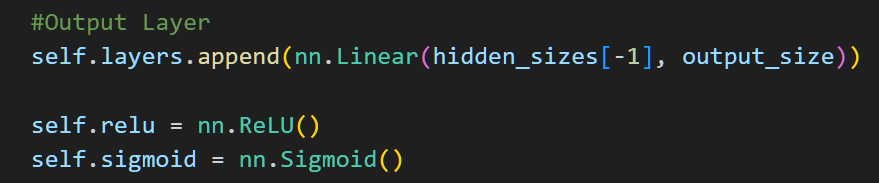 #Output Layer
self.layers.append(nn.Linear(hidden_sizes[-1], output_size))
self.relu = nn.ReLU()
self.sigmoid = nn.Sigmoid()